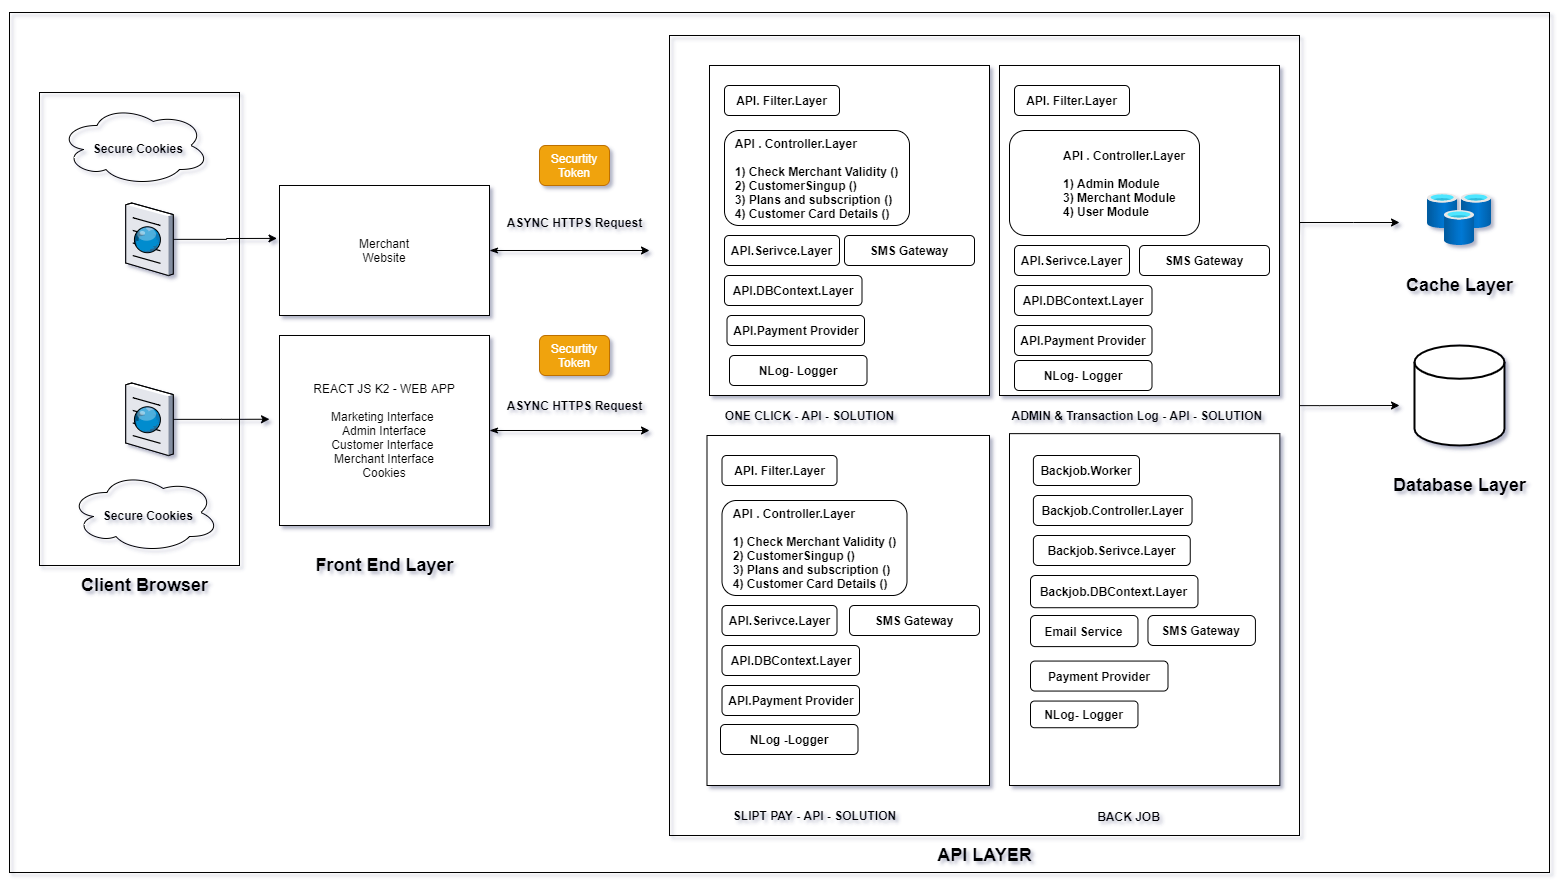 Secure Cookies
Secure Cookies
Client Browser
Merchant
Website
REACT JS K2 - WEB APP
Marketing Interface
Admin Interface
Customer Interface
Merchant Interface
Cookies
Front End Layer
Securtity
Token
ASYNC HTTPS Request
Securtity
Token
ASYNC HTTPS Request
API. Filter.Layer
API . Controller.Layer
1) Check Merchant Validity ()
2) CustomerSingup ()
3) Plans and subscription ()
4) Customer Card Details ()
API.Serivce.Layer
SMS Gateway
API.DBContext.Layer
API.Payment Provider
NLog- Logger
ONE CLICK - API - SOLUTION
API. Filter.Layer
API . Controller.Layer
1) Admin Module
3) Merchant Module
4) User Module
API.Serivce.Layer
SMS Gateway
API.DBContext.Layer
API.Payment Provider
NLog- Logger
ADMIN & Transaction Log - API - SOLUTION
API. Filter.Layer
API . Controller.Layer
1) Check Merchant Validity ()
2) CustomerSingup ()
3) Plans and subscription ()
4) Customer Card Details ()
API.Serivce.Layer
SMS Gateway
API.DBContext.Layer
API.Payment Provider
NLog -Logger
SLIPT PAY - API - SOLUTION
Backjob.Worker
Backjob.Controller.Layer
Backjob.Serivce.Layer
Backjob.DBContext.Layer
Email Service
SMS Gateway
Payment Provider
NLog- Logger
BACK JOB
API LAYER
Cache Layer
Database Layer